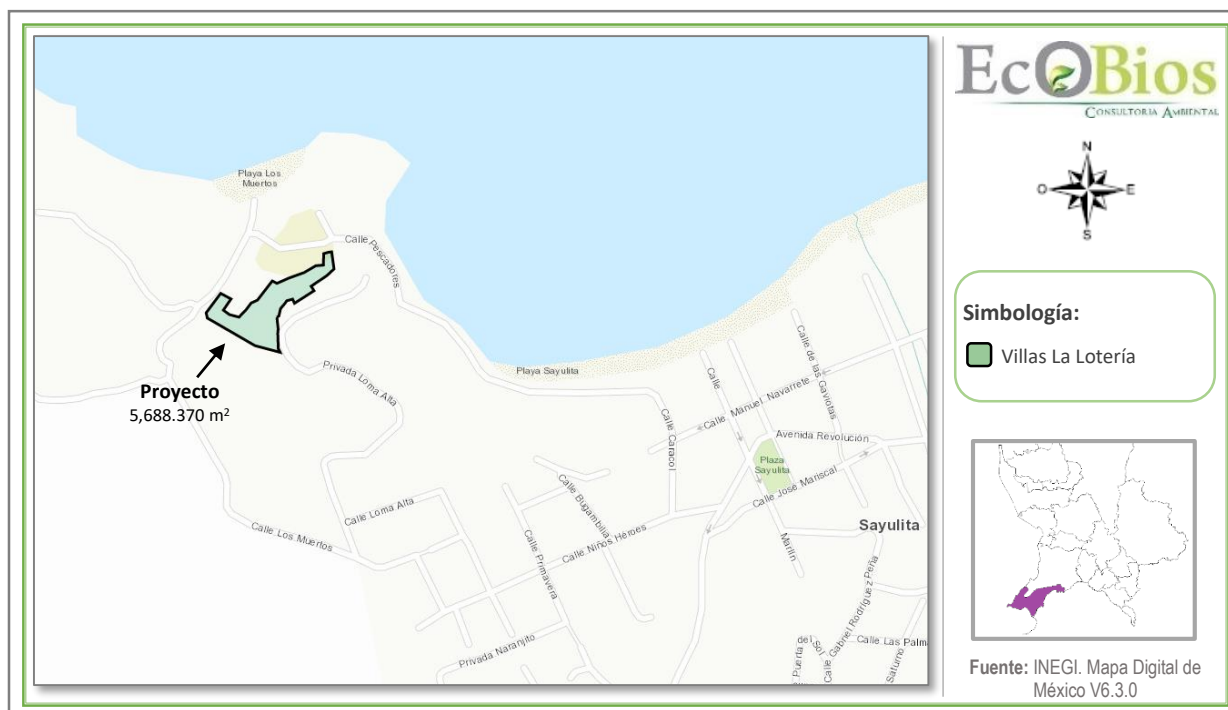 Playa Los
Muertos
Calle Pescadores
Proyecto
5,688.370 m²
Privada Loma Alta
Playa Sayulita
Calle
Calle de las Gaviotas
Calle Manuel Navarrete
Avenida Revolución
Calle Caracol
Plaza
Sayulita
Calle José Mariscal
Calle Loma Alta
Calle Bugambilia
Sayulita
Calle Los Muertos
Calle Niños Héroes
Calle Primavera
Marlín
Privada Naranjito
Puerta del Sol
Calle Gabriel Rodríguez Peña
Calle Las Palma
Saturno
EcOBios
CONSULTORIA AMBIENTAL
N
O
E
S
Simbología:
Villas La Lotería
Fuente: INEGI. Mapa Digital de
México V6.3.0